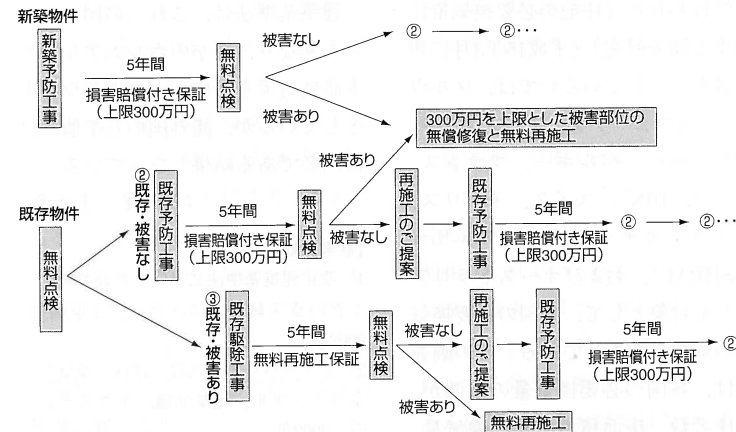 新築物件
新築予防工事
5年間
損害賠償付き保証
（上限300万円）
無料点検
被害なし
②
②…
被害あり
300万円を上限とした被害部位の
無償修復と無料再施工
被害あり
既存物件
無料点検
②既存・被害なし
既存予防工事
5年間
損害賠償付き保証
（上限300万円）
無料点検
被害なし
再施工のご提案
既存予防工事
5年間
損害賠償付き保証
（上限300万円）
②
②…
③既存・被害あり
既存駆除工事
5年間
無料再施工保証
無料点検
被害なし
再施工のご提案
既存予防工事
5年間
損害賠償付き保証
（上限300万円）
②
被害あり
無料再施工